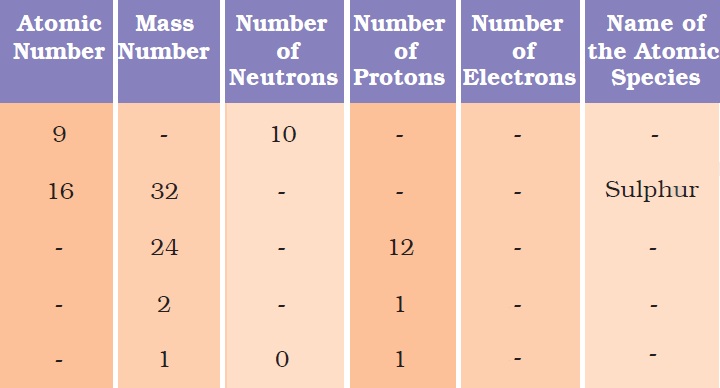 Atomic Number | Mass Number | Number of Neutrons | Number of Protons | Number of Electrons | Name of the Atomic Species
9 | - | 10 | - | - | -
16 | 32 | - | - | - | Sulphur
- | 24 | - | 12 | - | -
- | 2 | - | 1 | - | -
- | 1 | 0 | 1 | - | -